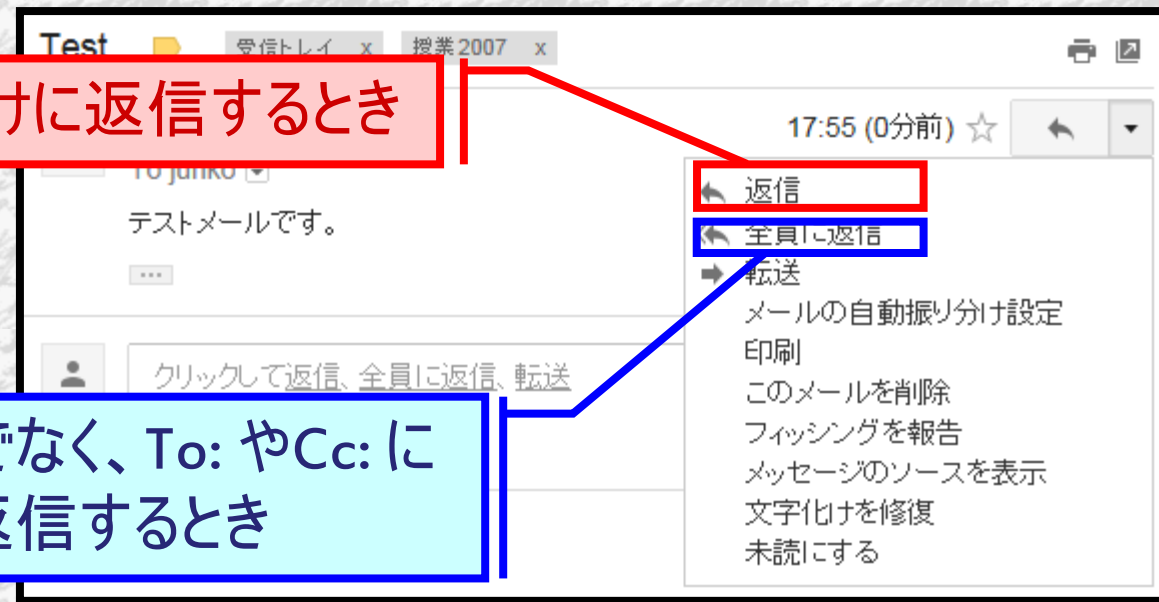 Test 受信トレイ x 授業2007 x
けに返信するとき
17:55 (0分前)
To junko
テストメールです。
返信
全員に返信
転送
メールの自動振り分け設定
印刷
このメールを削除
フィッシングを報告
メッセージのソースを表示
文字化けを修復
未読にする
クリックして返信、全員に返信、転送
でなく、To: やCc: に
返信するとき